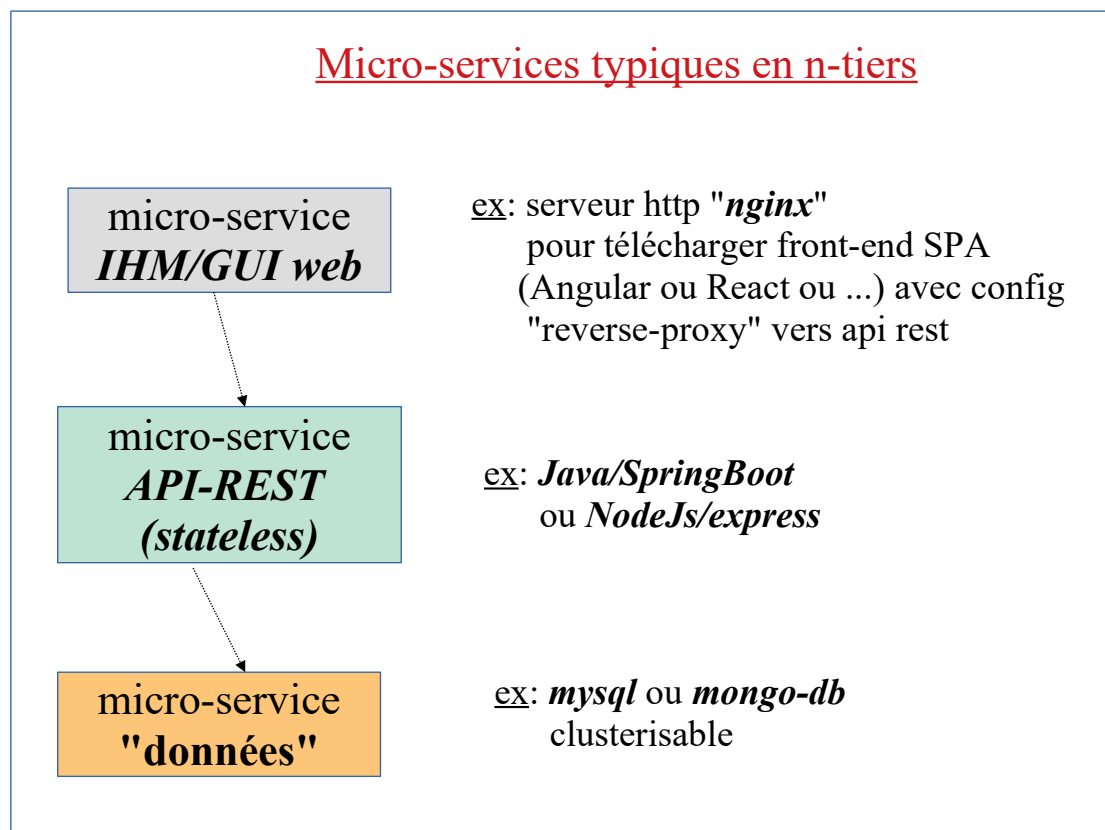 Micro-services typiques en n-tiers
micro-service
IHM/GUI web
ex: serveur http "nginx"
pour télécharger front-end SPA
(Angular ou React ou ...) avec config
"reverse-proxy" vers api rest
micro-service
API-REST
(stateless)
ex: Java/SpringBoot
ou NodeJs/express
micro-service
"données"
ex: mysql ou mongo-db
clusterisable